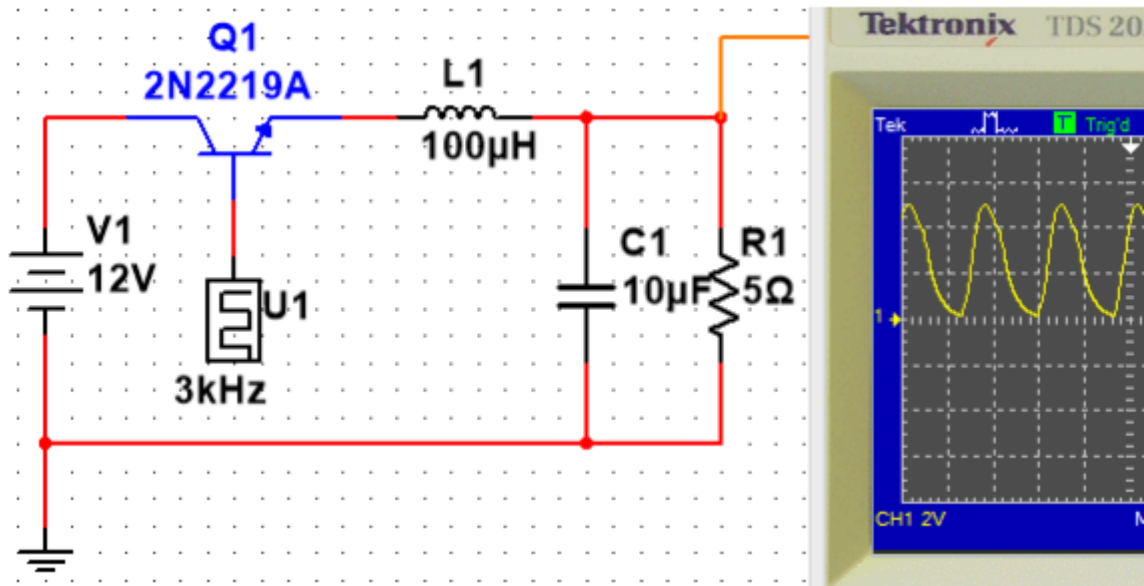 Q1
2N2219A
L1
100µH
V1
12V
U1
3kHz
C1
10µF
R1
5Ω
Tektronix TDS 20
Tek T Trig'd
1
CH1 2V M